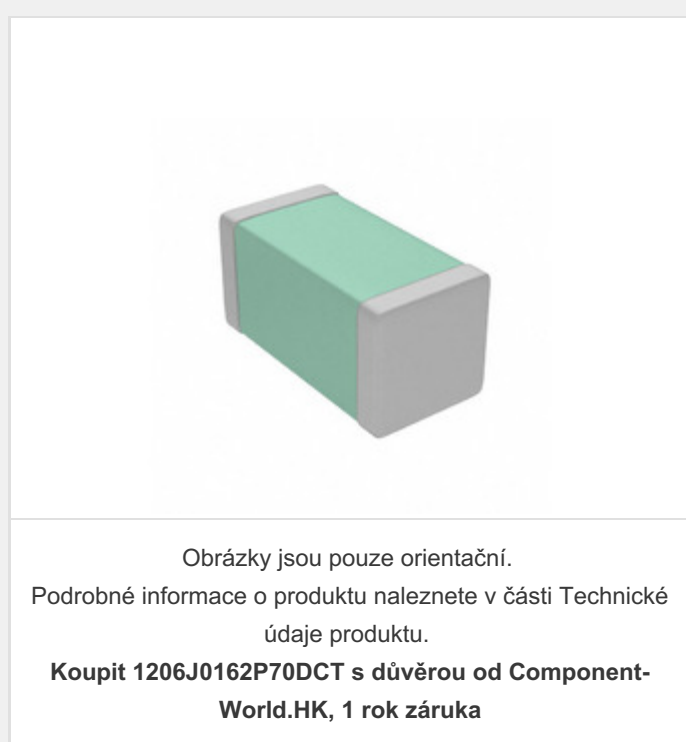 Obrázky jsou pouze orientační.
Podrobné informace o produktu naleznete v části Technické
údaje produktu.
Koupit 1206J0162P70DCT s důvěrou od Component-
World.HK, 1 rok záruka